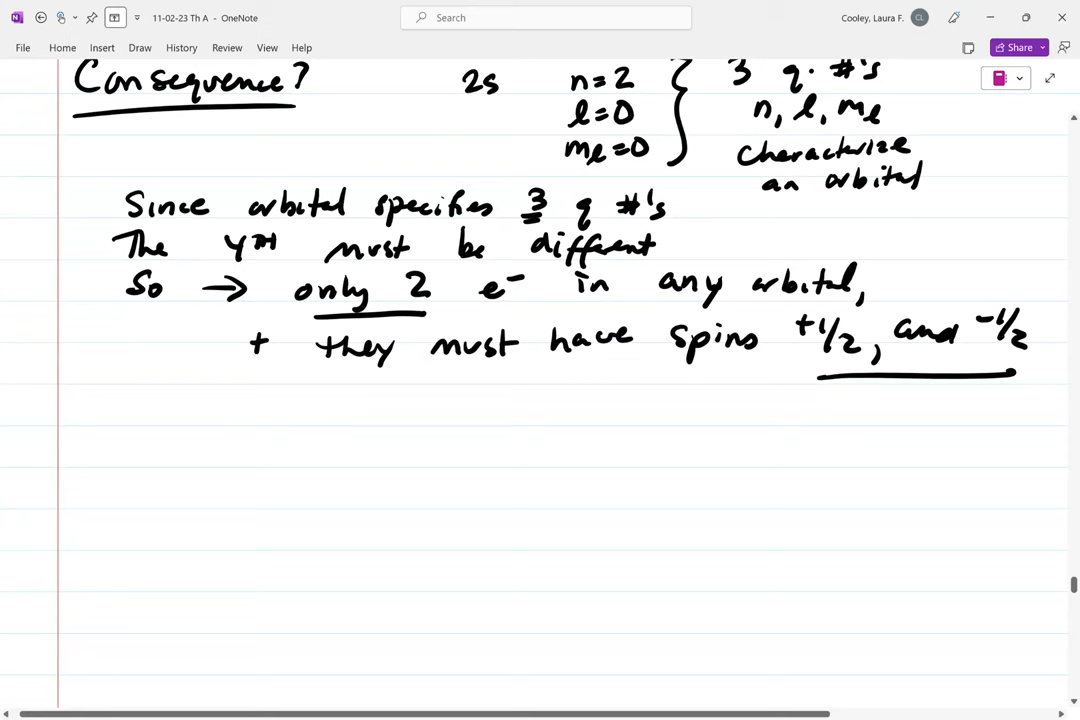 11-02-23 Th A - OneNote
Search
Cooley, Laura F.
CL
File Home Insert Draw History Review View Help
Share
Consequence? 2s n=2 3 q. #'s
l=0 n, l, ml
ml=0 characterize
an orbital
Since orbital specifies 3 q #'s
The 4TH must be different
So → only 2 e⁻ in any orbital,
+ they must have spins +1/2, and -1/2